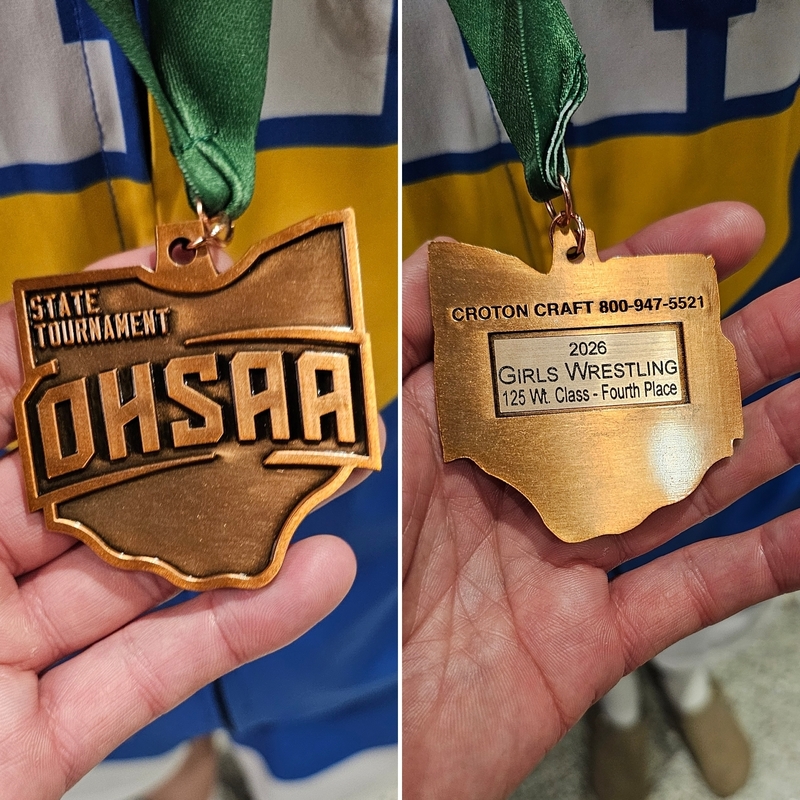 STATE
TOURNAMENT
OHSAA
CROTON CRAFT 800-947-5521
2026
GIRLS WRESTLING
125 Wt. Class - Fourth Place